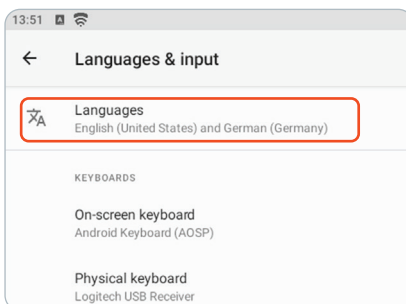 13:51
Languages & input
Languages
English (United States) and German (Germany)
KEYBOARDS
On-screen keyboard
Android Keyboard (AOSP)
Physical keyboard
Logitech USB Receiver